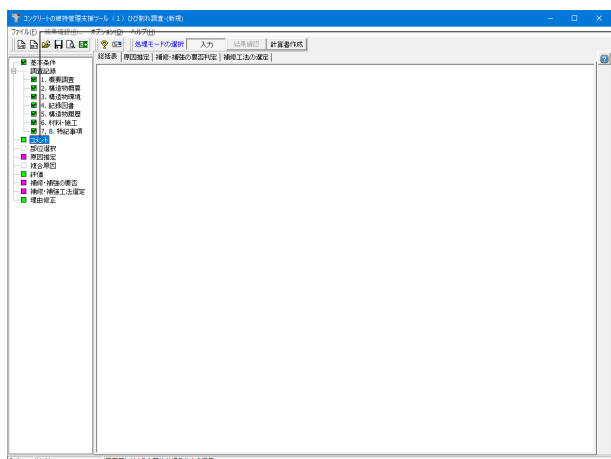 コンクリートの維持管理支援ツール（1）ひび割れ調査-(新規)
ファイル(F) 結果確認(R)... オプション(O) ヘルプ(H)
処理モードの選択 入力 結果確認 計算書作成
総括表 原因推定 補修・補強の要否判定 補修工法の選定
基本条件
調査記録
1. 概要調査
2. 構造物概要
3. 構造物環境
4. 記録図書
5. 構造物履歴
6. 材料・施工
7, 8. 特記事項
コメント
部位選択
原因推定
複合原因
評価
補修・補強の要否
補修・補強工法選定
理由修正